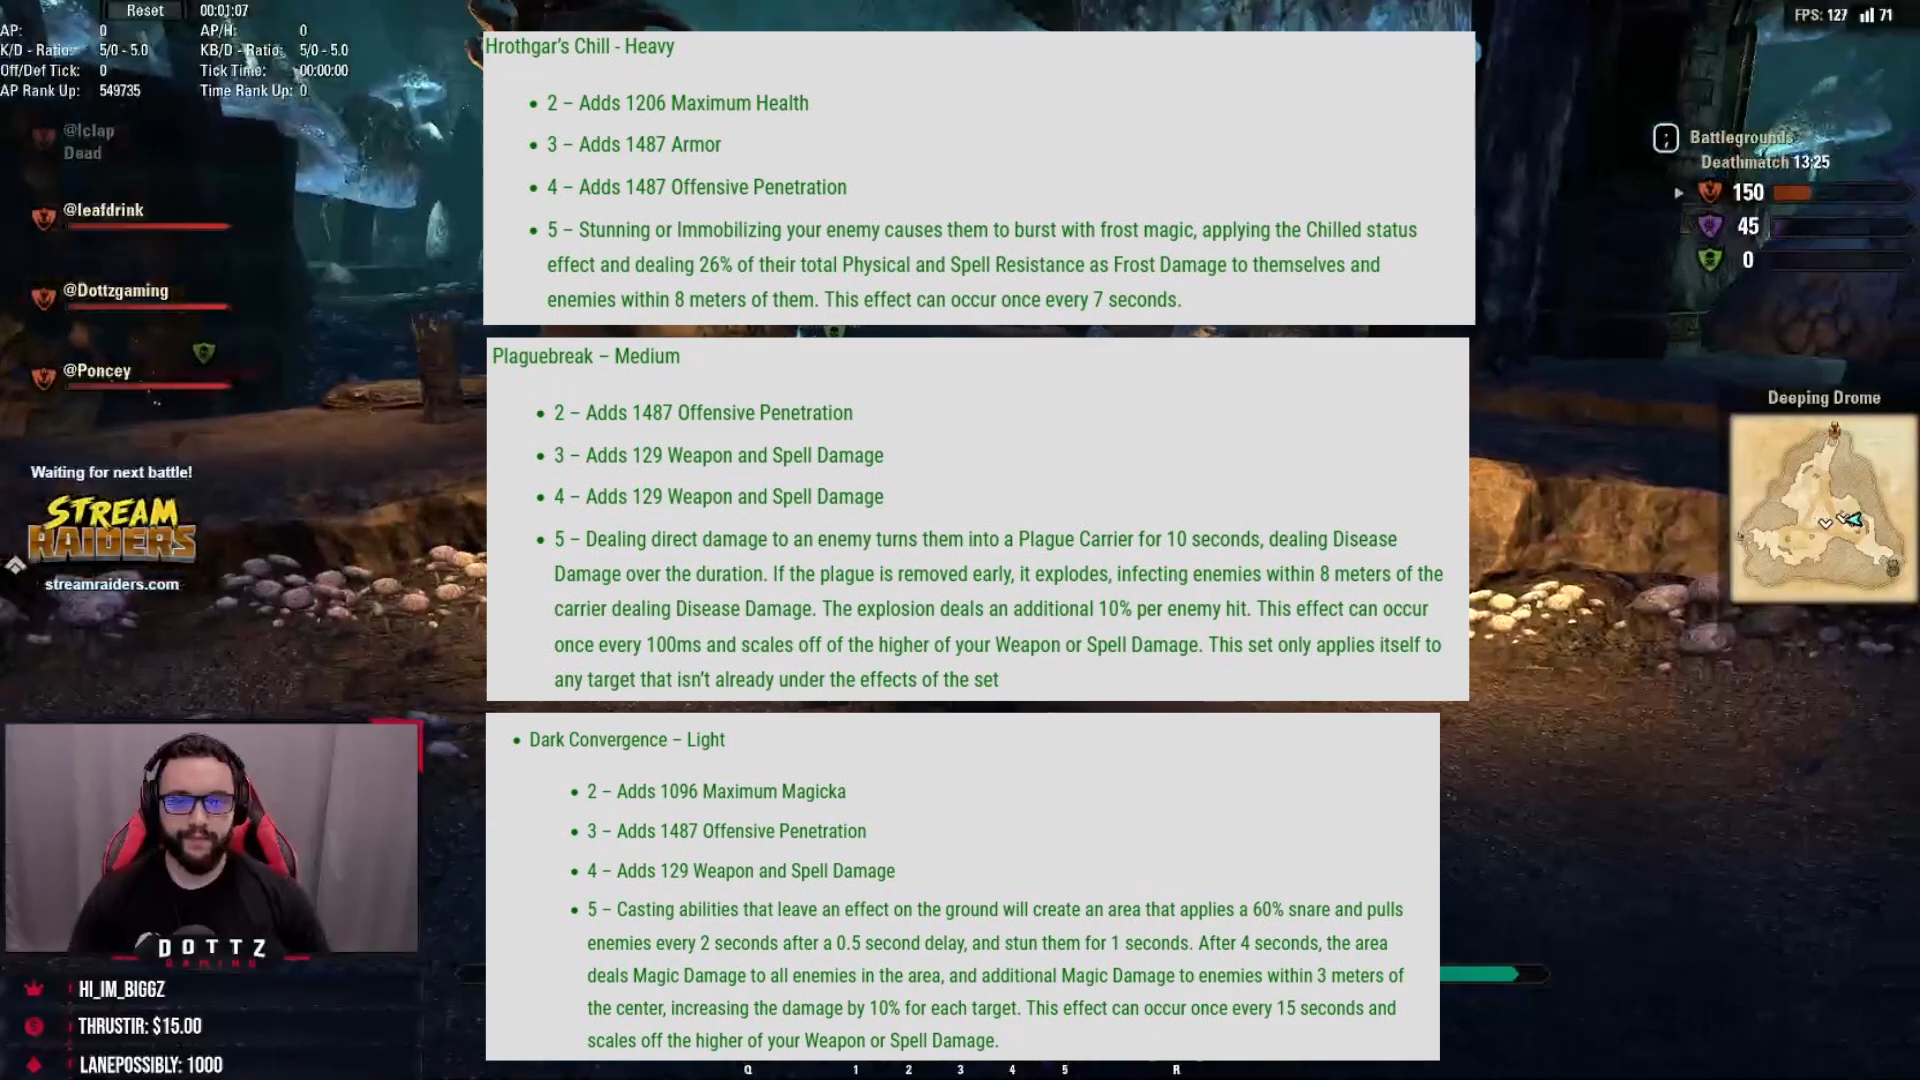 Reset 00:01:07
AP: 0 AP/H: 0
K/D - Ratio: 5/0 - 5.0 KB/D - Ratio: 5/0 - 5.0
Off/Def Tick: 0 Tick Time: 00:00:00
AP Rank Up: 549735 Time Rank Up: 0
@lclap
Dead
@leafdrink
@Dottzgaming
@Poncey
Waiting for next battle!
STREAM
RAIDERS
streamraiders.com
DOTTZ
GAMING
HI_IM_BIGGZ
THRUSTIR: $15.00
LANEPOSSIBLY: 1000
Hrothgar's Chill - Heavy
• 2 – Adds 1206 Maximum Health
• 3 – Adds 1487 Armor
• 4 – Adds 1487 Offensive Penetration
• 5 – Stunning or Immobilizing your enemy causes them to burst with frost magic, applying the Chilled status
effect and dealing 26% of their total Physical and Spell Resistance as Frost Damage to themselves and
enemies within 8 meters of them. This effect can occur once every 7 seconds.
Plaguebreak – Medium
• 2 – Adds 1487 Offensive Penetration
• 3 – Adds 129 Weapon and Spell Damage
• 4 – Adds 129 Weapon and Spell Damage
• 5 – Dealing direct damage to an enemy turns them into a Plague Carrier for 10 seconds, dealing Disease
Damage over the duration. If the plague is removed early, it explodes, infecting enemies within 8 meters of the
carrier dealing Disease Damage. The explosion deals an additional 10% per enemy hit. This effect can occur
once every 100ms and scales off of the higher of your Weapon or Spell Damage. This set only applies itself to
any target that isn't already under the effects of the set
• Dark Convergence – Light
• 2 – Adds 1096 Maximum Magicka
• 3 – Adds 1487 Offensive Penetration
• 4 – Adds 129 Weapon and Spell Damage
• 5 – Casting abilities that leave an effect on the ground will create an area that applies a 60% snare and pulls
enemies every 2 seconds after a 0.5 second delay, and stun them for 1 seconds. After 4 seconds, the area
deals Magic Damage to all enemies in the area, and additional Magic Damage to enemies within 3 meters of
the center, increasing the damage by 10% for each target. This effect can occur once every 15 seconds and
scales off the higher of your Weapon or Spell Damage.
Q 1 2 3 4 5 R
FPS: 127 71
; Battlegrounds
Deathmatch 13:25
150
45
0
Deeping Drome